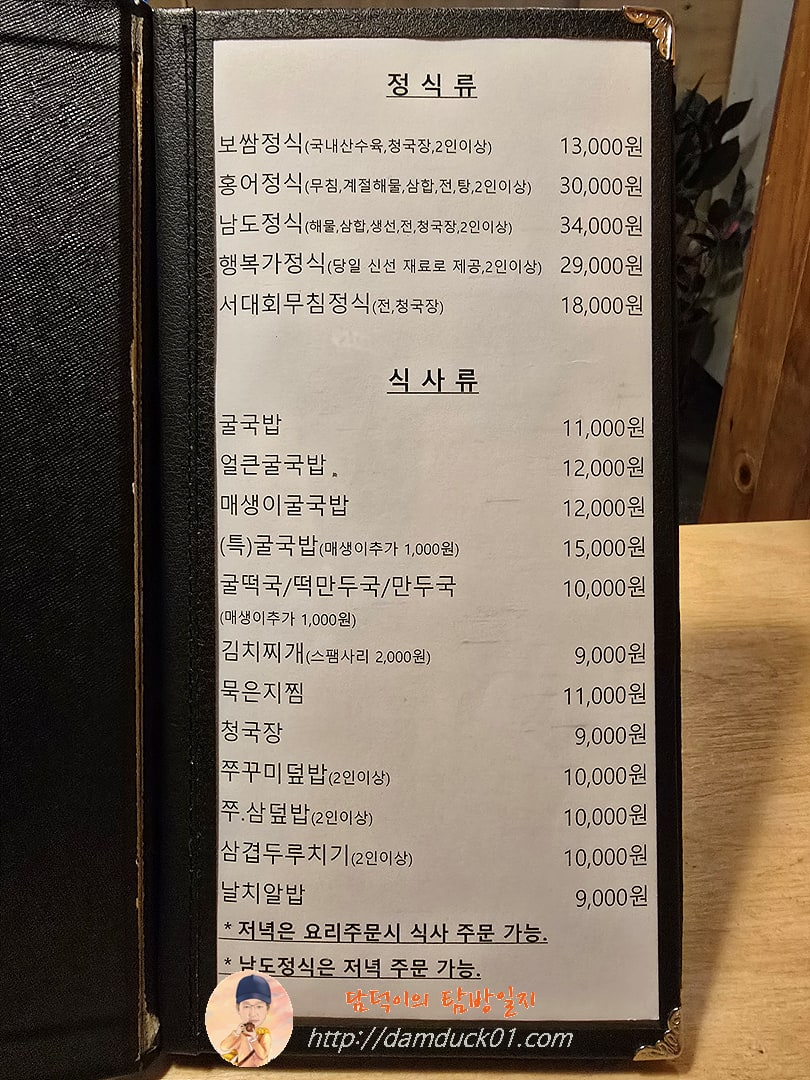 정식류
보쌈정식(국내산수육,청국장,2인이상) 13,000원
홍어정식(무침,계절해물,삼합,전,탕,2인이상) 30,000원
남도정식(해물,삼합,생선,전,청국장,2인이상) 34,000원
행복가정식(당일 신선 재료로 제공,2인이상) 29,000원
서대회무침정식(전,청국장) 18,000원
식사류
굴국밥 11,000원
얼큰굴국밥 12,000원
매생이굴국밥 12,000원
(특)굴국밥(매생이추가 1,000원) 15,000원
굴떡국/떡만두국/만두국 10,000원
(매생이추가 1,000원)
김치찌개(스팸사리 2,000원) 9,000원
묵은지찜 11,000원
청국장 9,000원
쭈꾸미덮밥(2인이상) 10,000원
쭈.삼덮밥(2인이상) 10,000원
삼겹두루치기(2인이상) 10,000원
날치알밥 9,000원
* 저녁은 요리주문시 식사 주문 가능.
* 남도정식은 저녁 주문 가능.
담덕이의 탐방일지
http://damduck01.com